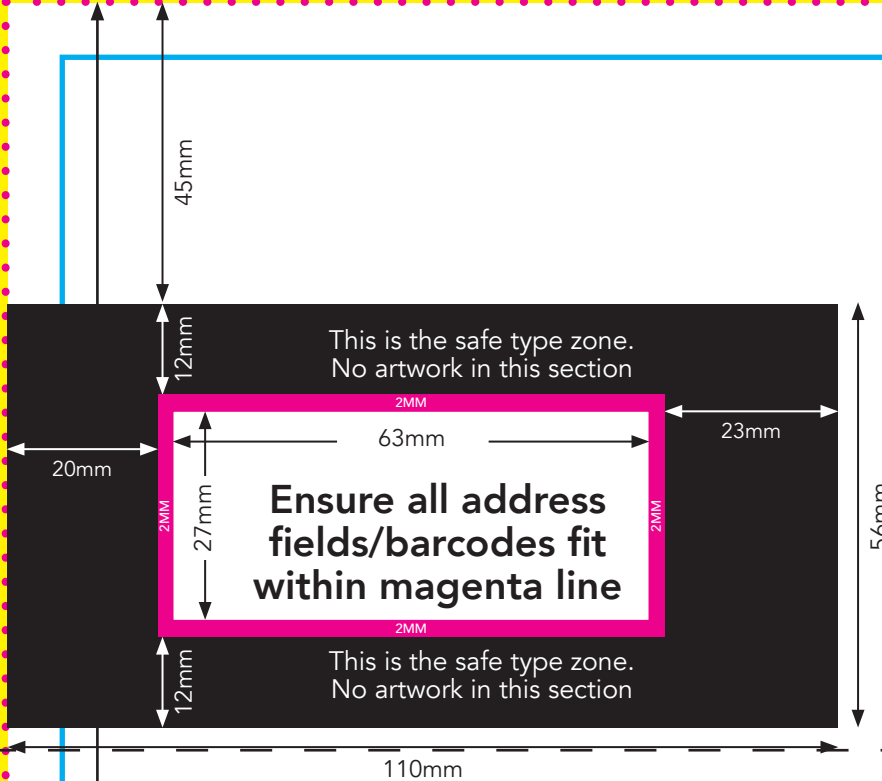 45mm
This is the safe type zone.
No artwork in this section
12mm
2MM
63mm
23mm
20mm
2MM
27mm
Ensure all address
fields/barcodes fit
within magenta line
2MM
56mm
2MM
This is the safe type zone.
No artwork in this section
12mm
110mm